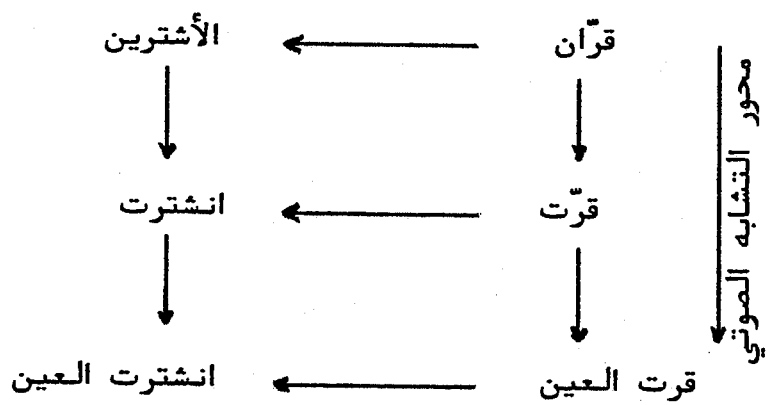 قرّان الأشترين
قرّت انشترت
قرت العين انشترت العين
محور التشابه الصوتي